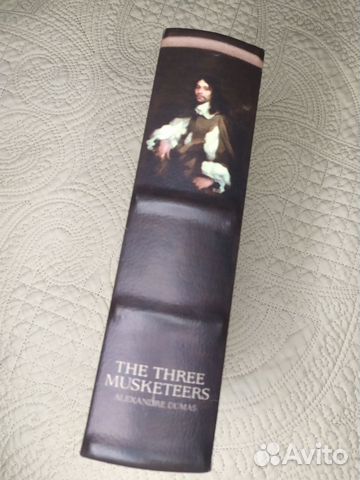 THE THREE
MUSKETEERS
ALEXANDRE DUMAS
Avito